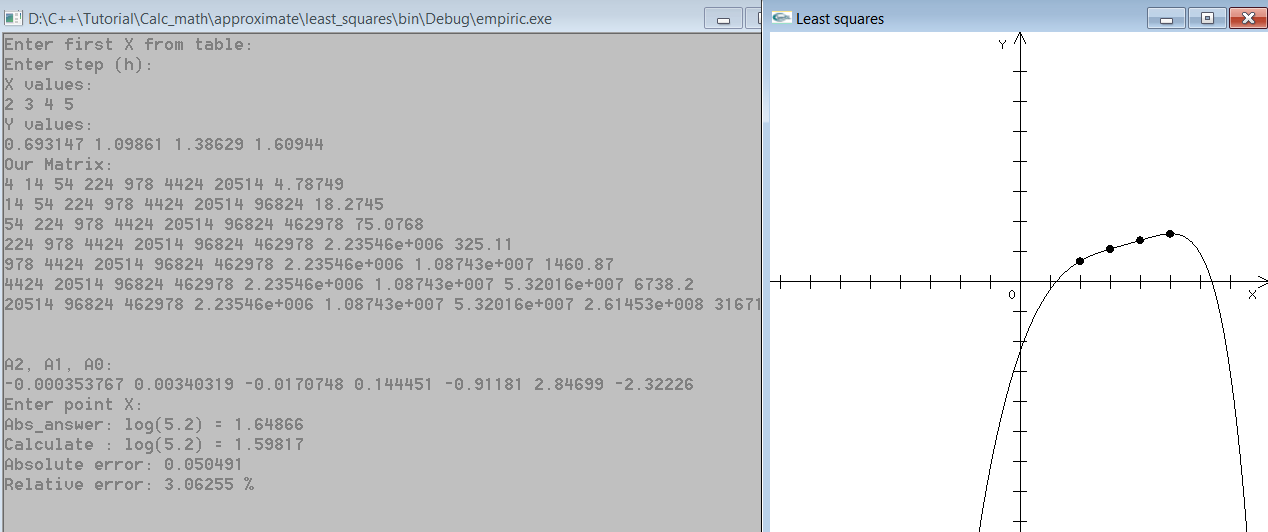 D:\C++\Tutorial\Calc_math\approximate\least_squares\bin\Debug\empiric.exe
Enter first X from table:
Enter step (h):
X values:
2 3 4 5
Y values:
0.693147 1.09861 1.38629 1.60944
Our Matrix:
4 14 54 224 978 4424 20514 4.78749
14 54 224 978 4424 20514 96824 18.2745
54 224 978 4424 20514 96824 462978 75.0768
224 978 4424 20514 96824 462978 2.23546e+006 325.11
978 4424 20514 96824 462978 2.23546e+006 1.08743e+007 1460.87
4424 20514 96824 462978 2.23546e+006 1.08743e+007 5.32016e+007 6738.2
20514 96824 462978 2.23546e+006 1.08743e+007 5.32016e+007 2.61453e+008 31671
A2, A1, A0:
-0.000353767 0.00340319 -0.0170748 0.144451 -0.91181 2.84699 -2.32226
Enter point X:
Abs_answer: log(5.2) = 1.64866
Calculate : log(5.2) = 1.59817
Absolute error: 0.050491
Relative error: 3.06255 %
Least squares
Y
0
X